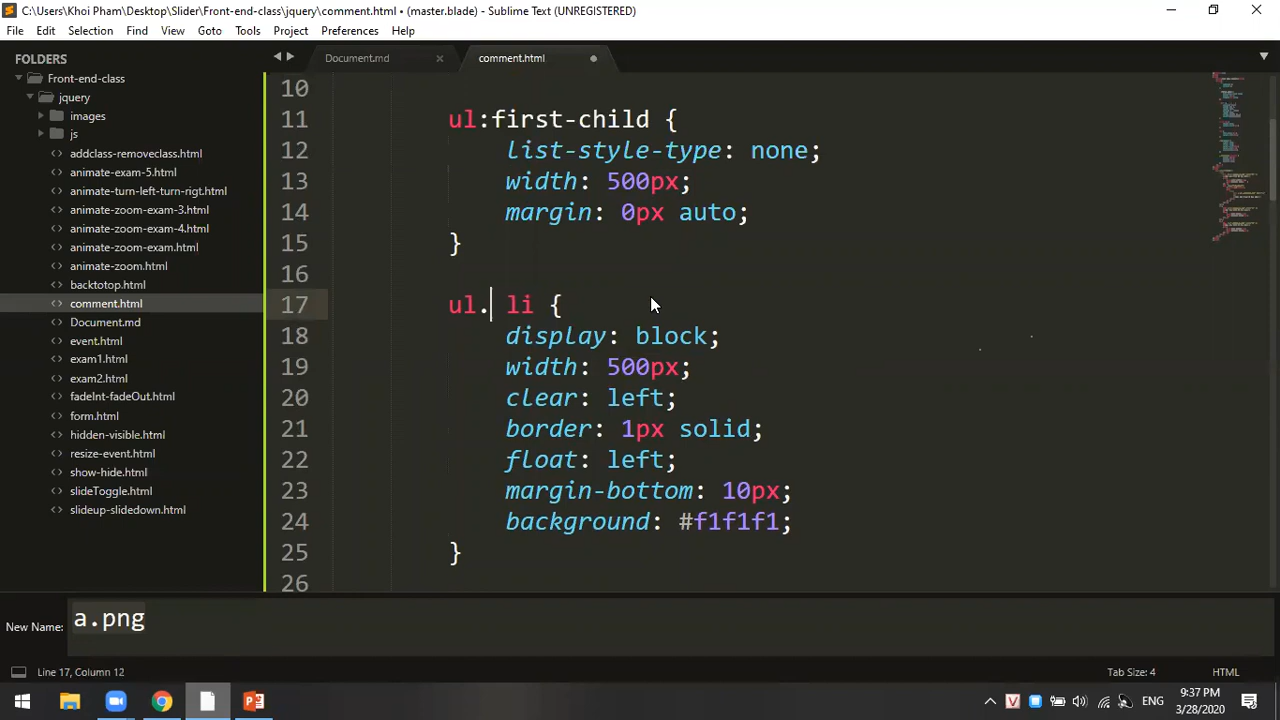 C:\Users\Khoi Pham\Desktop\Slider\Front-end-class\jquery\comment.html • (master.blade) - Sublime Text (UNREGISTERED)
File Edit Selection Find View Goto Tools Project Preferences Help
FOLDERS
Front-end-class
jquery
images
js
addclass-removeclass.html
animate-exam-5.html
animate-turn-left-turn-rigt.html
animate-zoom-exam-3.html
animate-zoom-exam-4.html
animate-zoom-exam.html
animate-zoom.html
backtotop.html
comment.html
Document.md
event.html
exam1.html
exam2.html
fadeInt-fadeOut.html
form.html
hidden-visible.html
resize-event.html
show-hide.html
slideToggle.html
slideup-slidedown.html
Document.md
comment.html
10
11 ul:first-child {
12 list-style-type: none;
13 width: 500px;
14 margin: 0px auto;
15 }
16
17 ul. li {
18 display: block;
19 width: 500px;
20 clear: left;
21 border: 1px solid;
22 float: left;
23 margin-bottom: 10px;
24 background: #f1f1f1;
25 }
26
New Name: a.png
Line 17, Column 12
Tab Size: 4
HTML
ENG
9:37 PM
3/28/2020